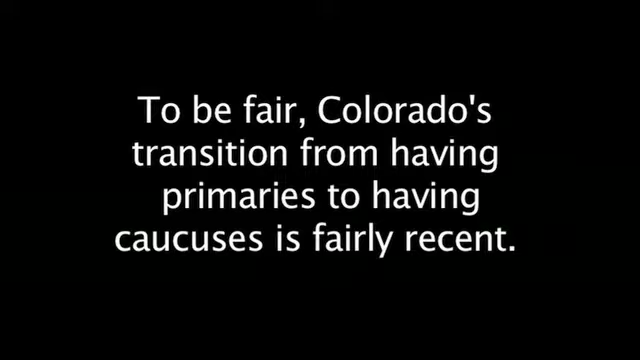 To be fair, Colorado's
transition from having
primaries to having
caucuses is fairly recent.